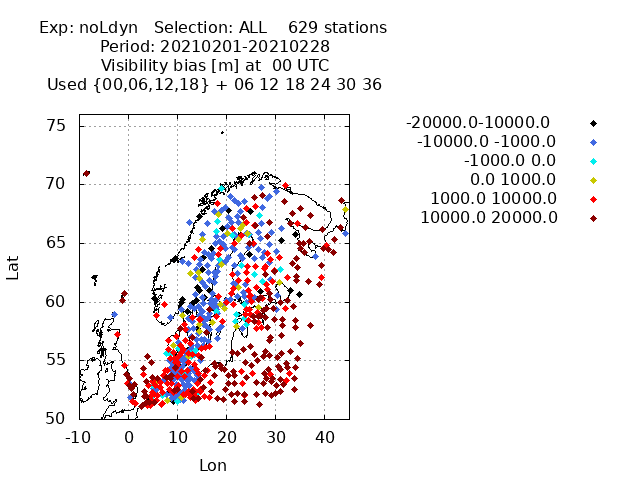 Exp: noLdyn   Selection: ALL    629 stations
Period: 20210201-20210228
Visibility bias [m] at  00 UTC
Used {00,06,12,18} + 06 12 18 24 30 36
-20000.0-10000.0
-10000.0 -1000.0
-1000.0 0.0
0.0 1000.0
1000.0 10000.0
10000.0 20000.0
75
70
65
60
55
50
Lat
-10 0 10 20 30 40
Lon